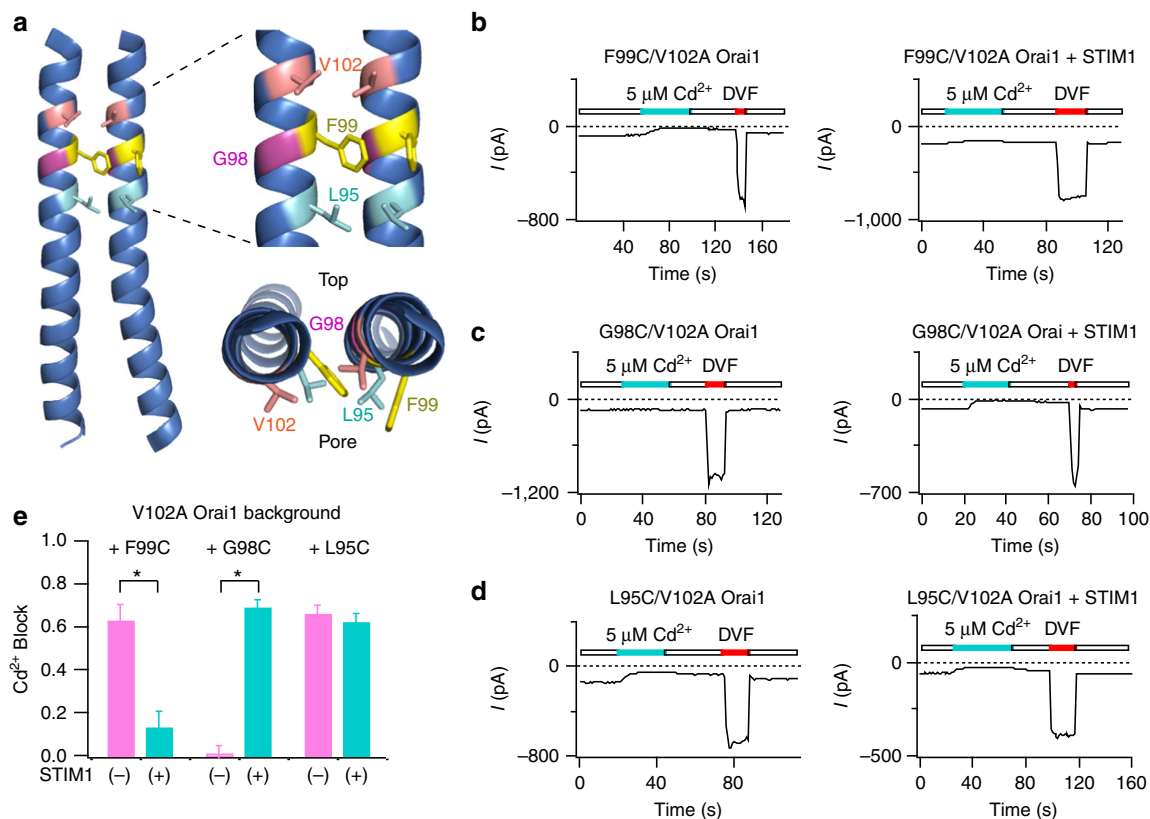 a
V102
F99
G98
L95
Top
G98
L95
F99
V102
Pore
b
F99C/V102A Orai1
5 μM Cd²⁺ DVF
I (pA)
0
–800
40 80 120 160
Time (s)
F99C/V102A Orai1 + STIM1
5 μM Cd²⁺ DVF
I (pA)
0
–1,000
0 40 80 120
Time (s)
c
G98C/V102A Orai1
5 μM Cd²⁺ DVF
I (pA)
0
–1,200
0 40 80 120
Time (s)
G98C/V102A Orai + STIM1
5 μM Cd²⁺ DVF
I (pA)
0
–700
0 20 40 60 80 100
Time (s)
d
L95C/V102A Orai1
5 μM Cd²⁺ DVF
I (pA)
0
–800
0 40 80
Time (s)
L95C/V102A Orai1 + STIM1
5 μM Cd²⁺ DVF
I (pA)
0
–500
0 40 80 120 160
Time (s)
e
V102A Orai1 background
+ F99C + G98C + L95C
* *
Cd²⁺ Block
1.0
0.8
0.6
0.4
0.2
0.0
STIM1 (–) (+) (–) (+) (–) (+)